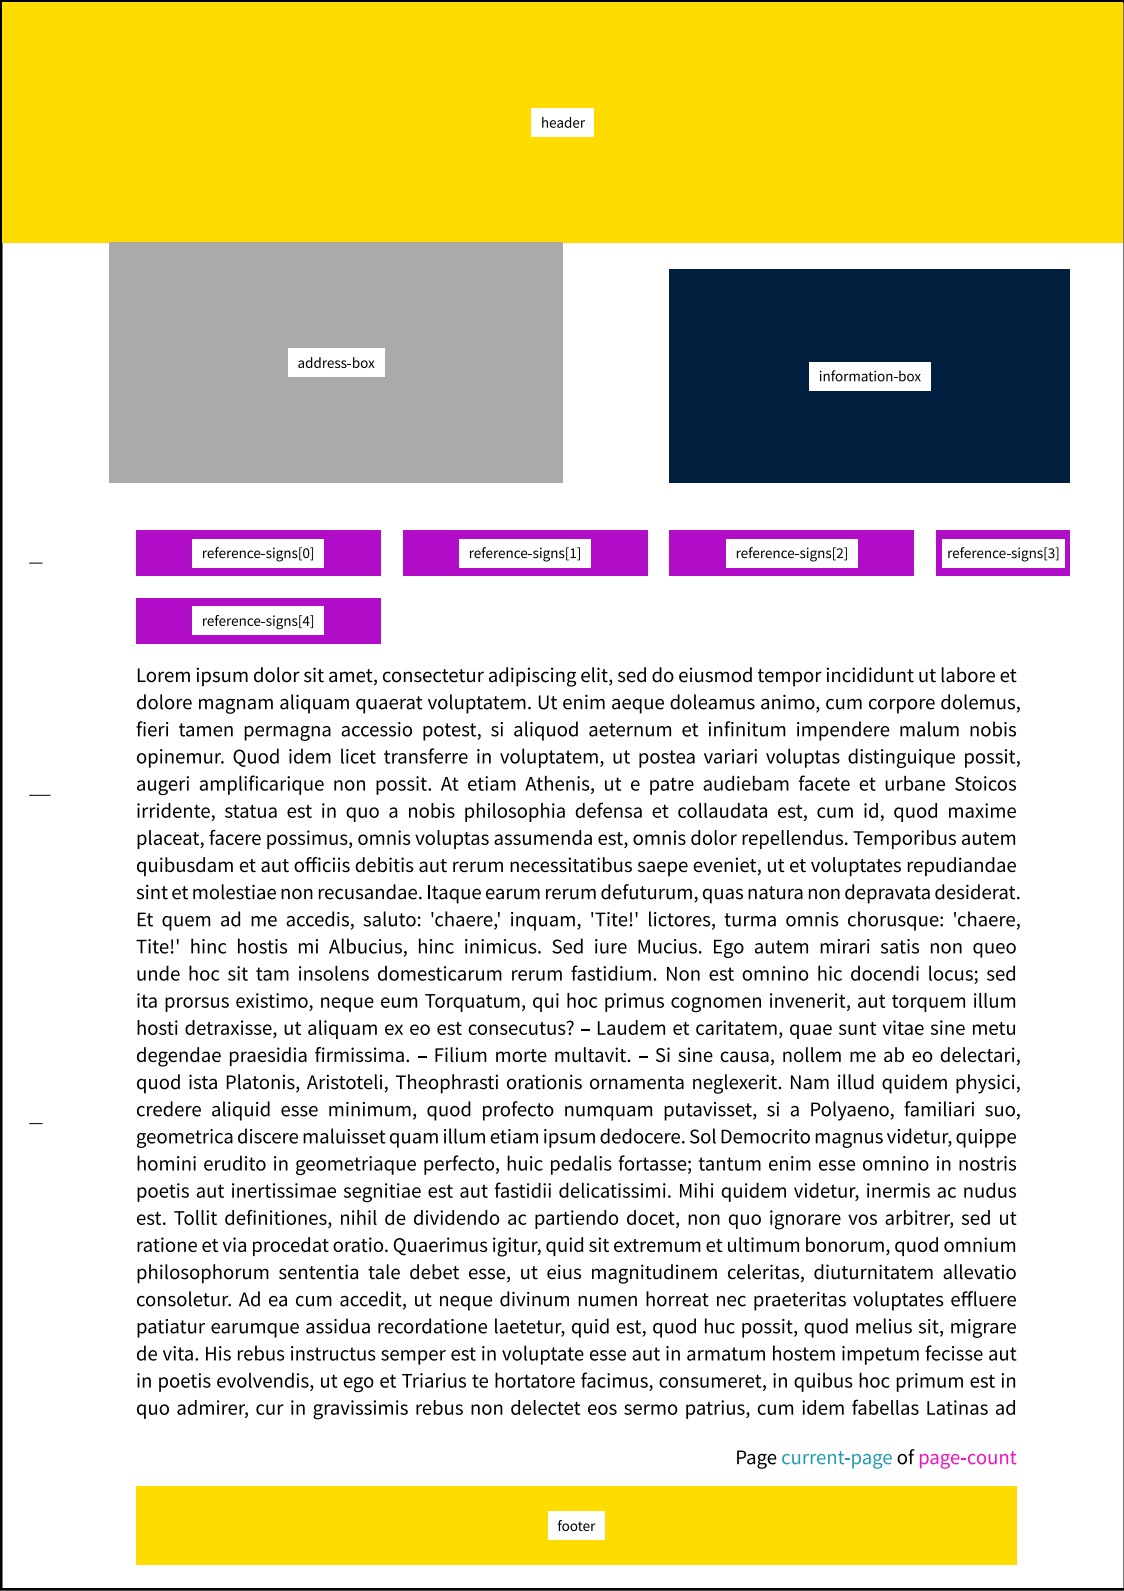 header
address-box
information-box
reference-signs[0] reference-signs[1] reference-signs[2] reference-signs[3]
reference-signs[4]
Lorem ipsum dolor sit amet, consectetur adipiscing elit, sed do eiusmod tempor incididunt ut labore et
dolore magnam aliquam quaerat voluptatem. Ut enim aeque doleamus animo, cum corpore dolemus,
fieri tamen permagna accessio potest, si aliquod aeternum et infinitum impendere malum nobis
opinemur. Quod idem licet transferre in voluptatem, ut postea variari voluptas distinguique possit,
augeri amplificarique non possit. At etiam Athenis, ut e patre audiebam facete et urbane Stoicos
irridente, statua est in quo a nobis philosophia defensa et collaudata est, cum id, quod maxime
placeat, facere possimus, omnis voluptas assumenda est, omnis dolor repellendus. Temporibus autem
quibusdam et aut officiis debitis aut rerum necessitatibus saepe eveniet, ut et voluptates repudiandae
sint et molestiae non recusandae. Itaque earum rerum defuturum, quas natura non depravata desiderat.
Et quem ad me accedis, saluto: 'chaere,' inquam, 'Tite!' lictores, turma omnis chorusque: 'chaere,
Tite!' hinc hostis mi Albucius, hinc inimicus. Sed iure Mucius. Ego autem mirari satis non queo
unde hoc sit tam insolens domesticarum rerum fastidium. Non est omnino hic docendi locus; sed
ita prorsus existimo, neque eum Torquatum, qui hoc primus cognomen invenerit, aut torquem illum
hosti detraxisse, ut aliquam ex eo est consecutus? – Laudem et caritatem, quae sunt vitae sine metu
degendae praesidia firmissima. – Filium morte multavit. – Si sine causa, nollem me ab eo delectari,
quod ista Platonis, Aristoteli, Theophrasti orationis ornamenta neglexerit. Nam illud quidem physici,
credere aliquid esse minimum, quod profecto numquam putavisset, si a Polyaeno, familiari suo,
geometrica discere maluisset quam illum etiam ipsum dedocere. Sol Democrito magnus videtur, quippe
homini erudito in geometriaque perfecto, huic pedalis fortasse; tantum enim esse omnino in nostris
poetis aut inertissimae segnitiae est aut fastidii delicatissimi. Mihi quidem videtur, inermis ac nudus
est. Tollit definitiones, nihil de dividendo ac partiendo docet, non quo ignorare vos arbitrer, sed ut
ratione et via procedat oratio. Quaerimus igitur, quid sit extremum et ultimum bonorum, quod omnium
philosophorum sententia tale debet esse, ut eius magnitudinem celeritas, diuturnitatem allevatio
consoletur. Ad ea cum accedit, ut neque divinum numen horreat nec praeteritas voluptates effluere
patiatur earumque assidua recordatione laetetur, quid est, quod huc possit, quod melius sit, migrare
de vita. His rebus instructus semper est in voluptate esse aut in armatum hostem impetum fecisse aut
in poetis evolvendis, ut ego et Triarius te hortatore facimus, consumeret, in quibus hoc primum est in
quo admirer, cur in gravissimis rebus non delectet eos sermo patrius, cum idem fabellas Latinas ad
Page current-page of page-count
footer